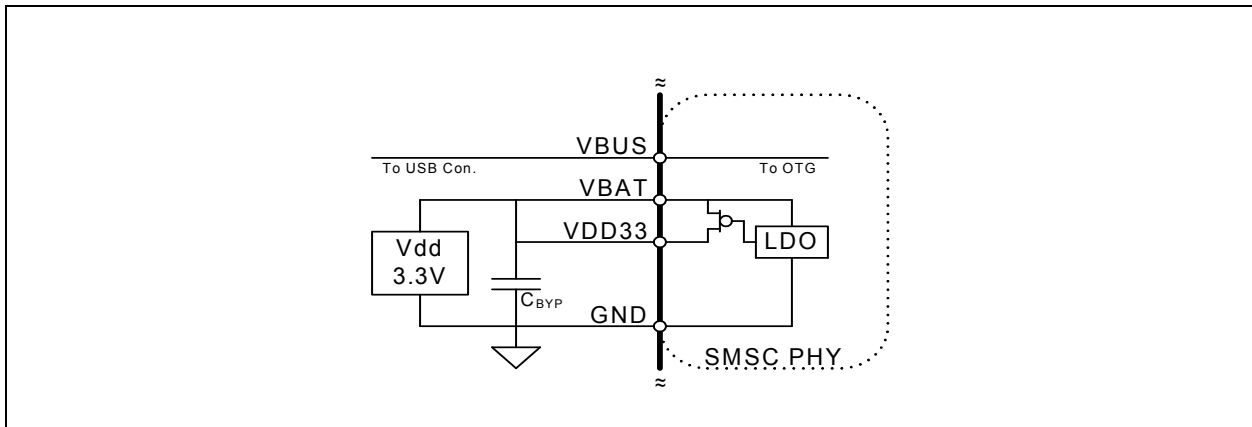 VBUS
To USB Con.
To OTG
VBAT
VDD33
Vdd
3.3V
LDO
CBYP
GND
SMSC PHY